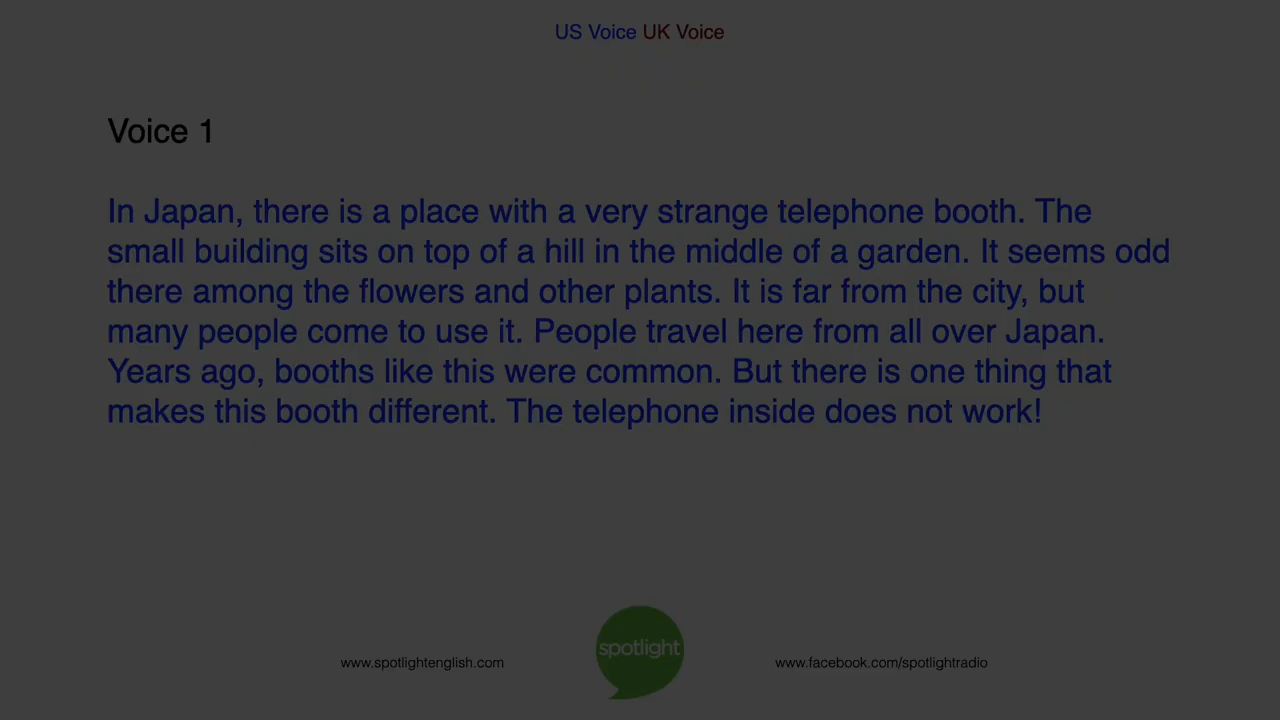 US Voice UK Voice
Voice 1
In Japan, there is a place with a very strange telephone booth. The
small building sits on top of a hill in the middle of a garden. It seems odd
there among the flowers and other plants. It is far from the city, but
many people come to use it. People travel here from all over Japan.
Years ago, booths like this were common. But there is one thing that
makes this booth different. The telephone inside does not work!
spotlight
www.spotlightenglish.com
www.facebook.com/spotlightradio